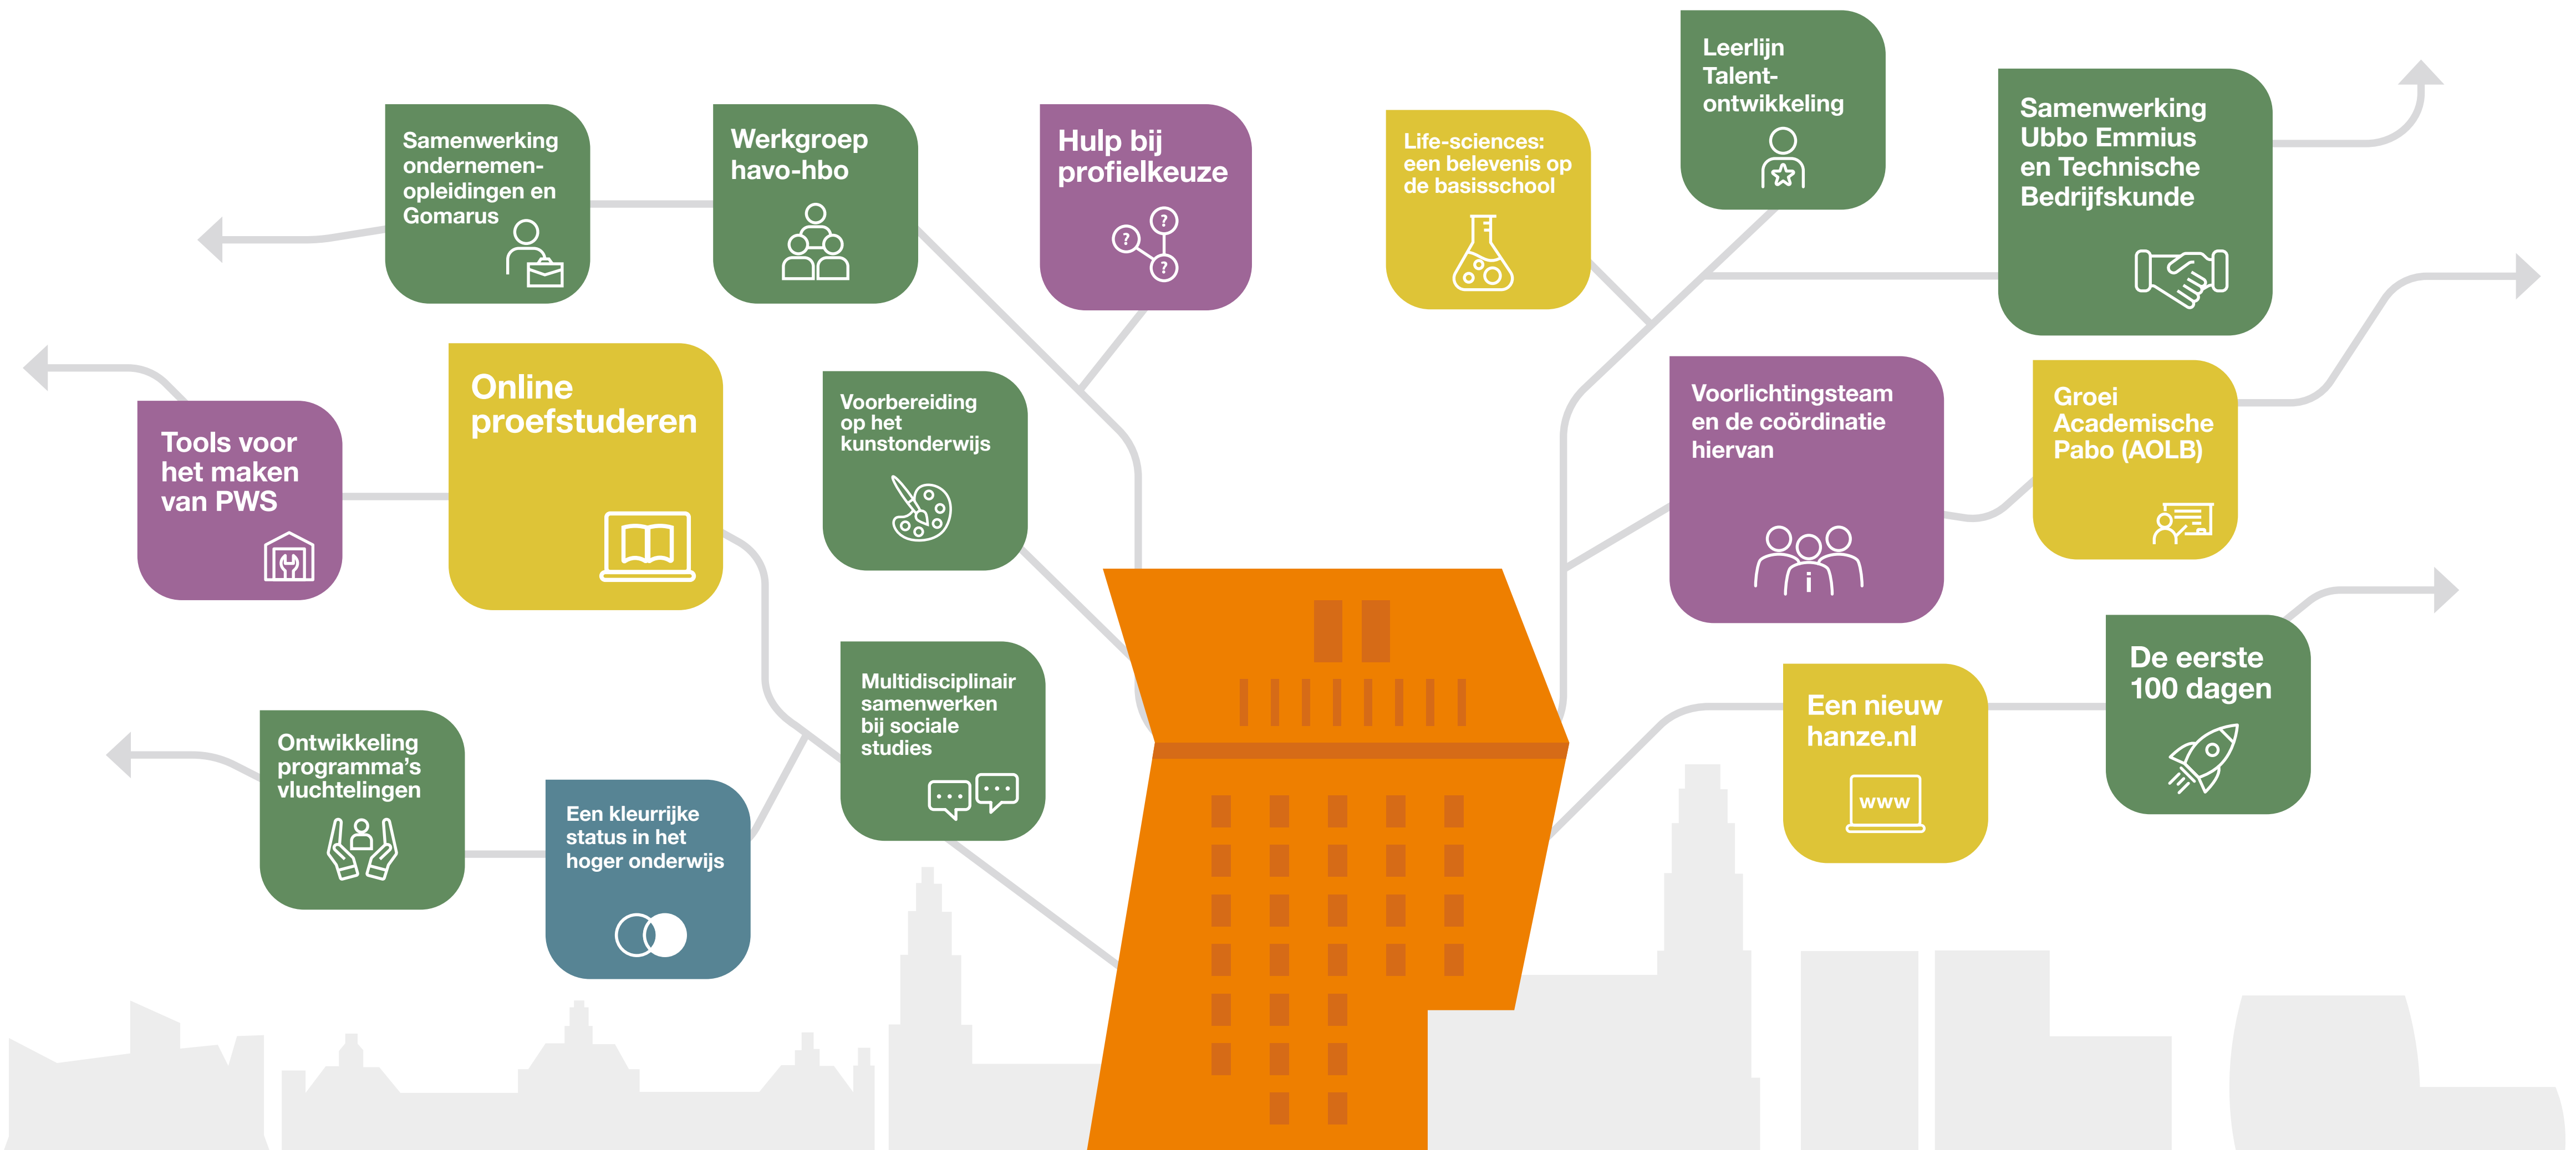 Samenwerking
ondernemen-
opleidingen en
Gomarus
Werkgroep
havo-hbo
Hulp bij
profielkeuze
?
?
?
Life-sciences:
een belevenis op
de basisschool
Leerlijn
Talent-
ontwikkeling
Samenwerking
Ubbo Emmius
en Technische
Bedrijfskunde
Tools voor
het maken
van PWS
Online
proefstuderen
Voorbereiding
op het
kunstonderwijs
Voorlichtingsteam
en de coördinatie
hiervan
i
Groei
Academische
Pabo (AOLB)
Ontwikkeling
programma’s
vluchtelingen
Een kleurrijke
status in het
hoger onderwijs
Multidisciplinair
samenwerken
bij sociale
studies
Een nieuw
hanze.nl
www
De eerste
100 dagen